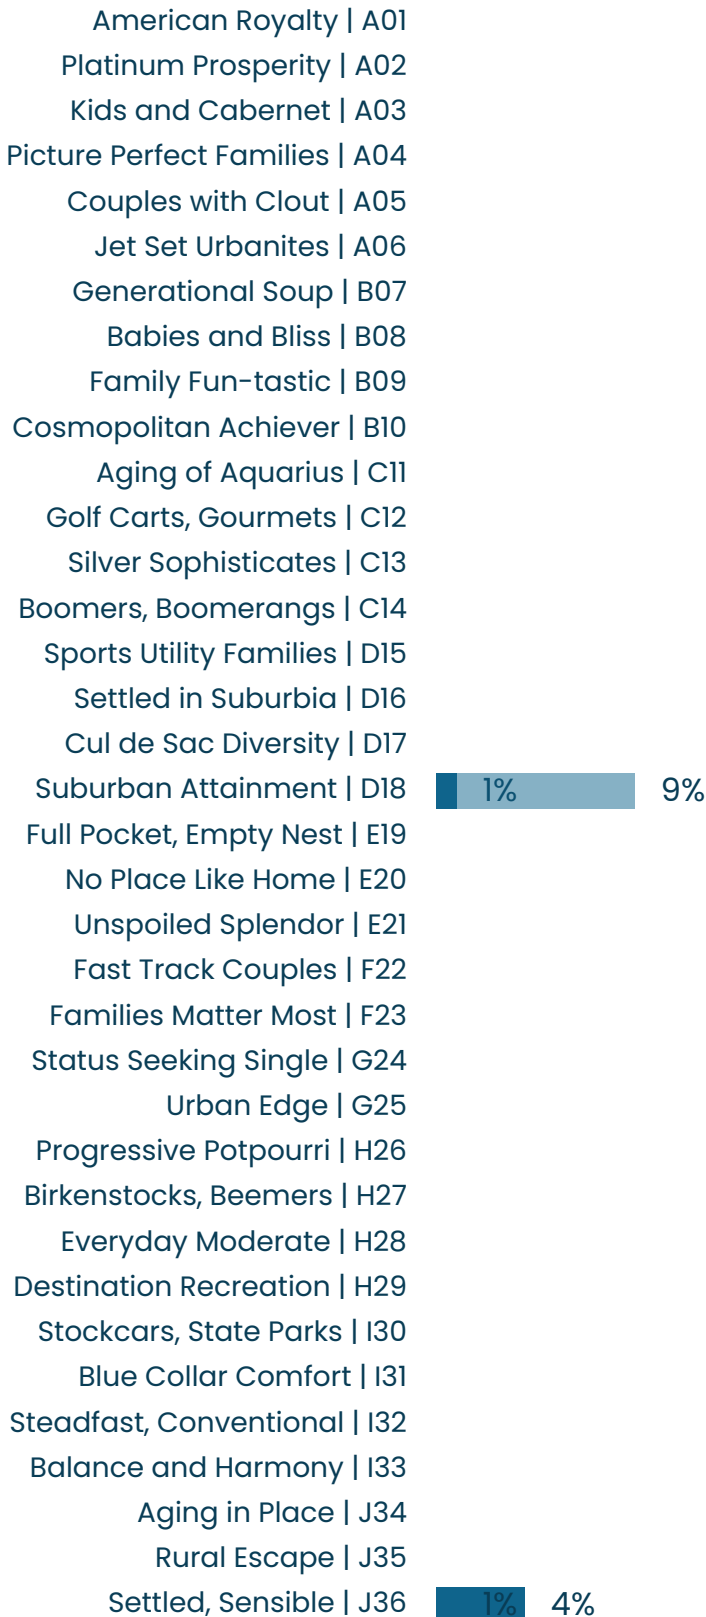 American Royalty | A01
Platinum Prosperity | A02
Kids and Cabernet | A03
Picture Perfect Families | A04
Couples with Clout | A05
Jet Set Urbanites | A06
Generational Soup | B07
Babies and Bliss | B08
Family Fun-tastic | B09
Cosmopolitan Achiever | B10
Aging of Aquarius | C11
Golf Carts, Gourmets | C12
Silver Sophisticates | C13
Boomers, Boomerangs | C14
Sports Utility Families | D15
Settled in Suburbia | D16
Cul de Sac Diversity | D17
Suburban Attainment | D18 1% 9%
Full Pocket, Empty Nest | E19
No Place Like Home | E20
Unspoiled Splendor | E21
Fast Track Couples | F22
Families Matter Most | F23
Status Seeking Single | G24
Urban Edge | G25
Progressive Potpourri | H26
Birkenstocks, Beemers | H27
Everyday Moderate | H28
Destination Recreation | H29
Stockcars, State Parks | I30
Blue Collar Comfort | I31
Steadfast, Conventional | I32
Balance and Harmony | I33
Aging in Place | J34
Rural Escape | J35
Settled, Sensible | J36 1% 4%